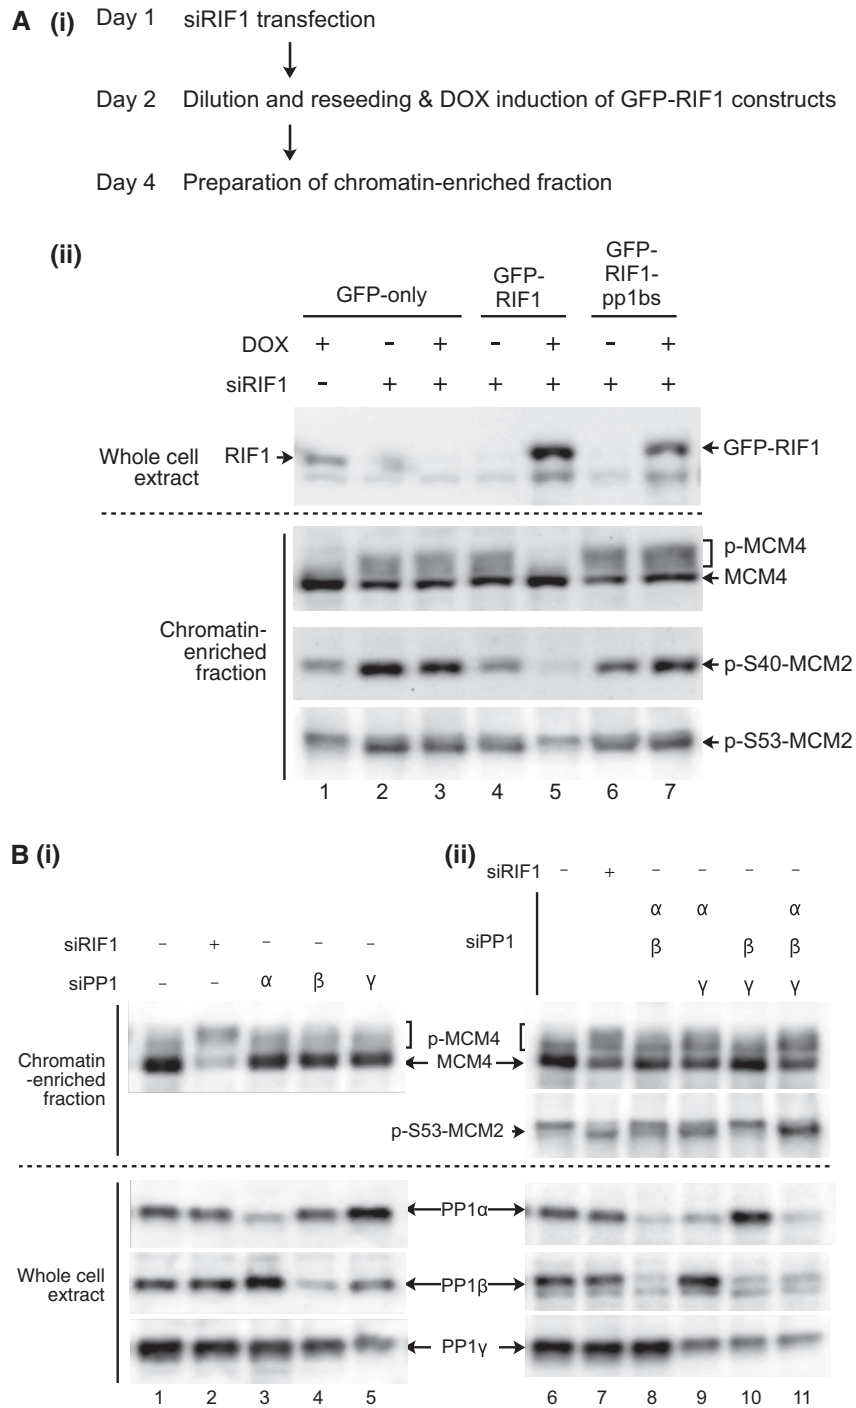 A (i) Day 1 siRIF1 transfection
Day 2 Dilution and reseeding & DOX induction of GFP-RIF1 constructs
Day 4 Preparation of chromatin-enriched fraction
(ii)
GFP-only
GFP-
RIF1
GFP-
RIF1-
pp1bs
DOX + - + - + - +
siRIF1 - + + + + + +
Whole cell
extract
RIF1
GFP-RIF1
Chromatin-
enriched
fraction
p-MCM4
MCM4
p-S40-MCM2
p-S53-MCM2
1 2 3 4 5 6 7
B (i)
siRIF1 - + - - -
siPP1 - - α β γ
(ii)
siRIF1 - + - - - -
siPP1
α α α
β β β
γ γ γ
Chromatin
-enriched
fraction
p-MCM4
MCM4
p-S53-MCM2
Whole cell
extract
PP1α
PP1β
PP1γ
1 2 3 4 5 6 7 8 9 10 11